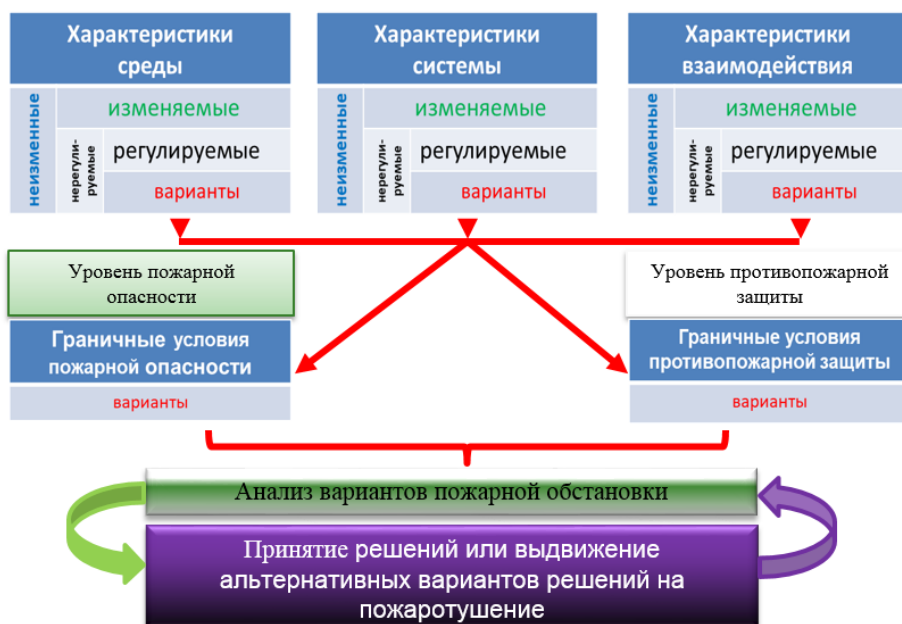 Характеристики
среды
неизменные
изменяемые
нерегули-
руемые
регулируемые
варианты
Характеристики
системы
неизменные
изменяемые
нерегули-
руемые
регулируемые
варианты
Характеристики
взаимодействия
неизменные
изменяемые
нерегули-
руемые
регулируемые
варианты
Уровень пожарной
опасности
Граничные условия
пожарной опасности
варианты
Уровень противопожарной
защиты
Граничные условия
противопожарной защиты
варианты
Анализ вариантов пожарной обстановки
Принятие решений или выдвижение
альтернативных вариантов решений на
пожаротушение